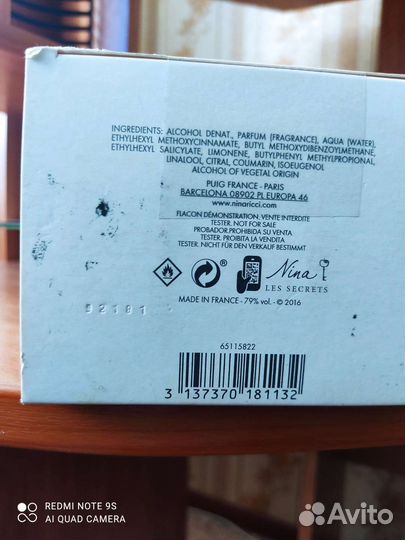 INGREDIENTS: ALCOHOL DENAT., PARFUM (FRAGRANCE), AQUA (WATER),
ETHYLHEXYL METHOXYCINNAMATE, BUTYL METHOXYDIBENZOYLMETHANE,
ETHYLHEXYL SALICYLATE, LIMONENE, BUTYLPHENYL METHYLPROPIONAL,
LINALOOL, CITRAL, COUMARIN, ISOEUGENOL
ALCOHOL OF VEGETAL ORIGIN
PUIG FRANCE - PARIS
BARCELONA 08902 PL EUROPA 46
www.ninaricci.com
FLACON DÉMONSTRATION. VENTE INTERDITE
TESTER. NOT FOR SALE
PROBADOR.PROHIBIDA SU VENTA
TESTER. PROIBITA LA VENDITA
TESTER. NICHT FÜR DEN VERKAUF BESTIMMT
Nina
LES SECRETS
MADE IN FRANCE - 79% vol. - © 2016
52181
65115822
3 137370 181132
REDMI NOTE 9S
AI QUAD CAMERA
Avito